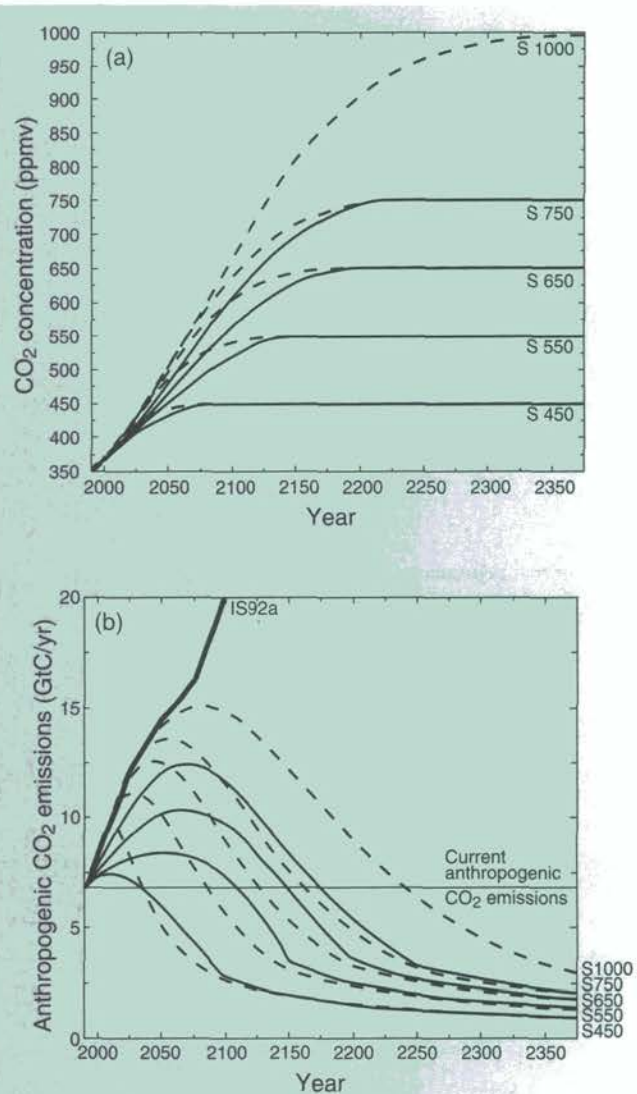 1000
950
900
850
800
750
700
650
600
550
500
450
400
350
(a)
S 1000
S 750
S 650
S 550
S 450
CO₂ concentration (ppmv)
2000 2050 2100 2150 2200 2250 2300 2350
Year
20
15
10
5
0
(b)
IS92a
Current
anthropogenic
CO₂ emissions
S1000
S750
S650
S550
S450
Anthropogenic CO₂ emissions (GtC/yr)
2000 2050 2100 2150 2200 2250 2300 2350
Year